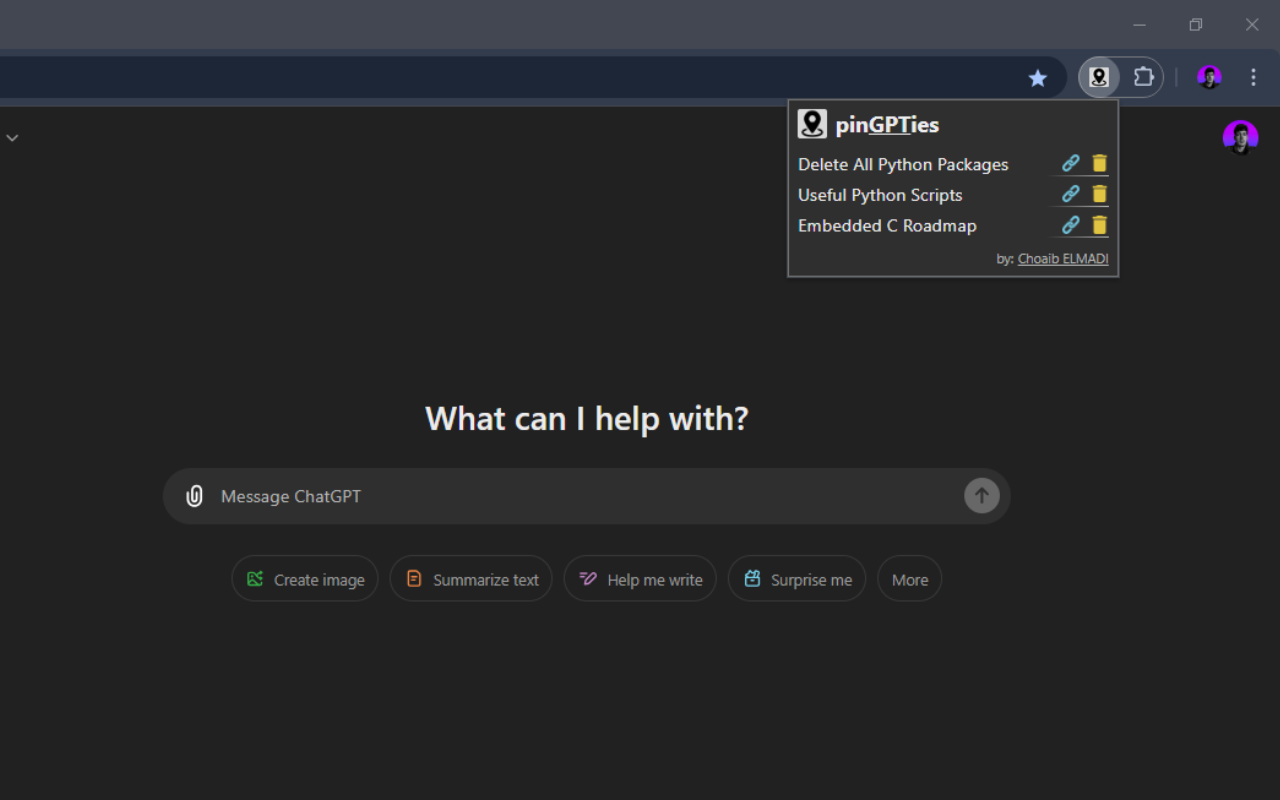 pinGPTies
Delete All Python Packages
Useful Python Scripts
Embedded C Roadmap
by: Choaib ELMADI
What can I help with?
Message ChatGPT
Create image
Summarize text
Help me write
Surprise me
More